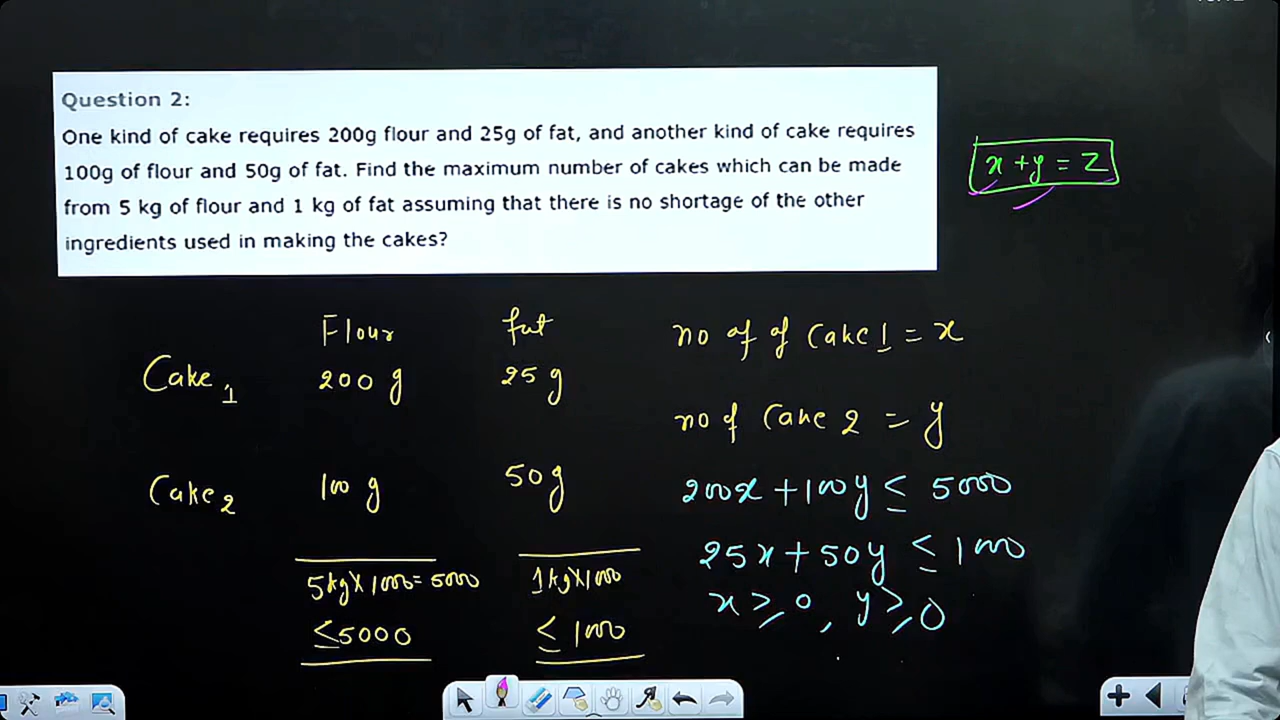 Question 2:
One kind of cake requires 200g flour and 25g of fat, and another kind of cake requires
100g of flour and 50g of fat. Find the maximum number of cakes which can be made
from 5 kg of flour and 1 kg of fat assuming that there is no shortage of the other
ingredients used in making the cakes?
x + y = Z
Flour fat
Cake 1 200 g 25 g
Cake 2 100 g 50 g
5kg × 1000 = 5000 1kg × 1000
≤ 5000 ≤ 1000
no of of Cake 1 = x
no of Cake 2 = y
200x + 100y ≤ 5000
25x + 50y ≤ 1000
x ≥ 0, y ≥ 0